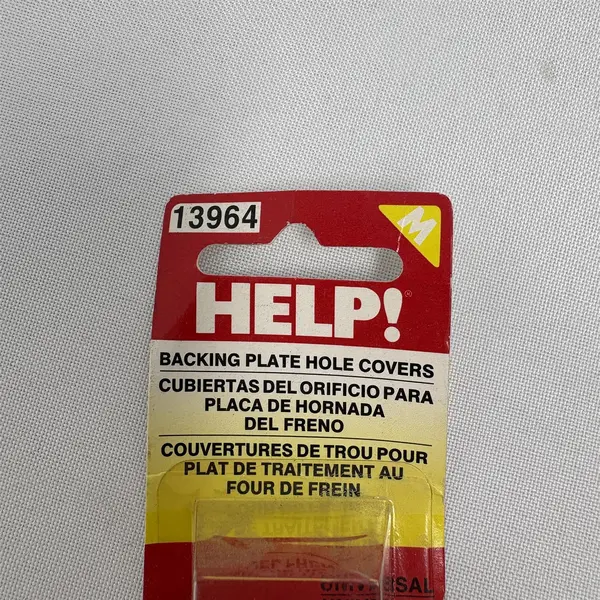 13964
M
HELP!®
BACKING PLATE HOLE COVERS
CUBIERTAS DEL ORIFICIO PARA
PLACA DE HORNADA
DEL FRENO
COUVERTURES DE TROU POUR
PLAT DE TRAITEMENT AU
FOUR DE FREIN
UNIVERSAL